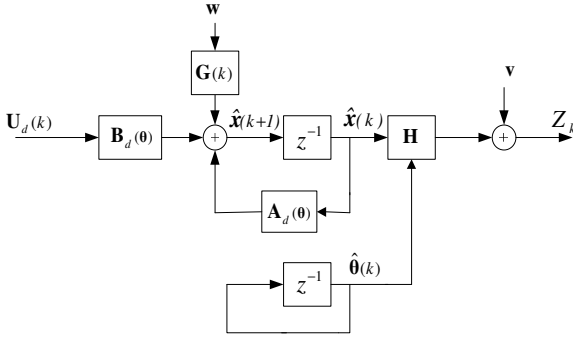 w
G(k)
v
U_d(k)
B_d(θ)
+
x̂(k+1)
z⁻¹
x̂(k)
H
+
Z_k
A_d(θ)
z⁻¹
θ̂(k)